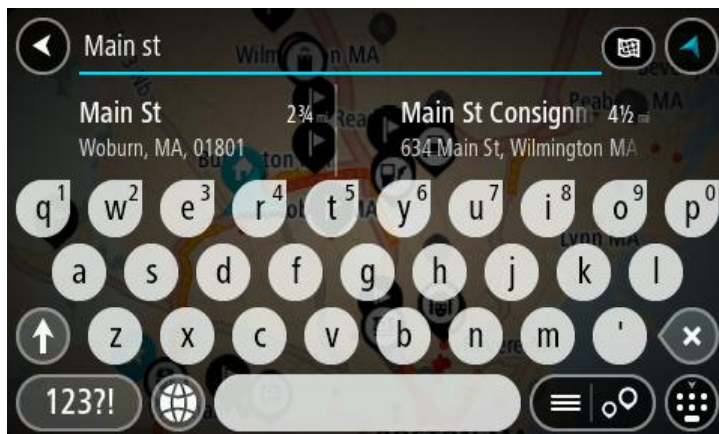 Main st
Main St 2¾ mi Main St Consignm 4½ mi
Woburn, MA, 01801 634 Main St, Wilmington MA
q1 w2 e3 r4 t5 y6 u7 i8 o9 p0
a s d f g h j k l
z x c v b n m '
123?!